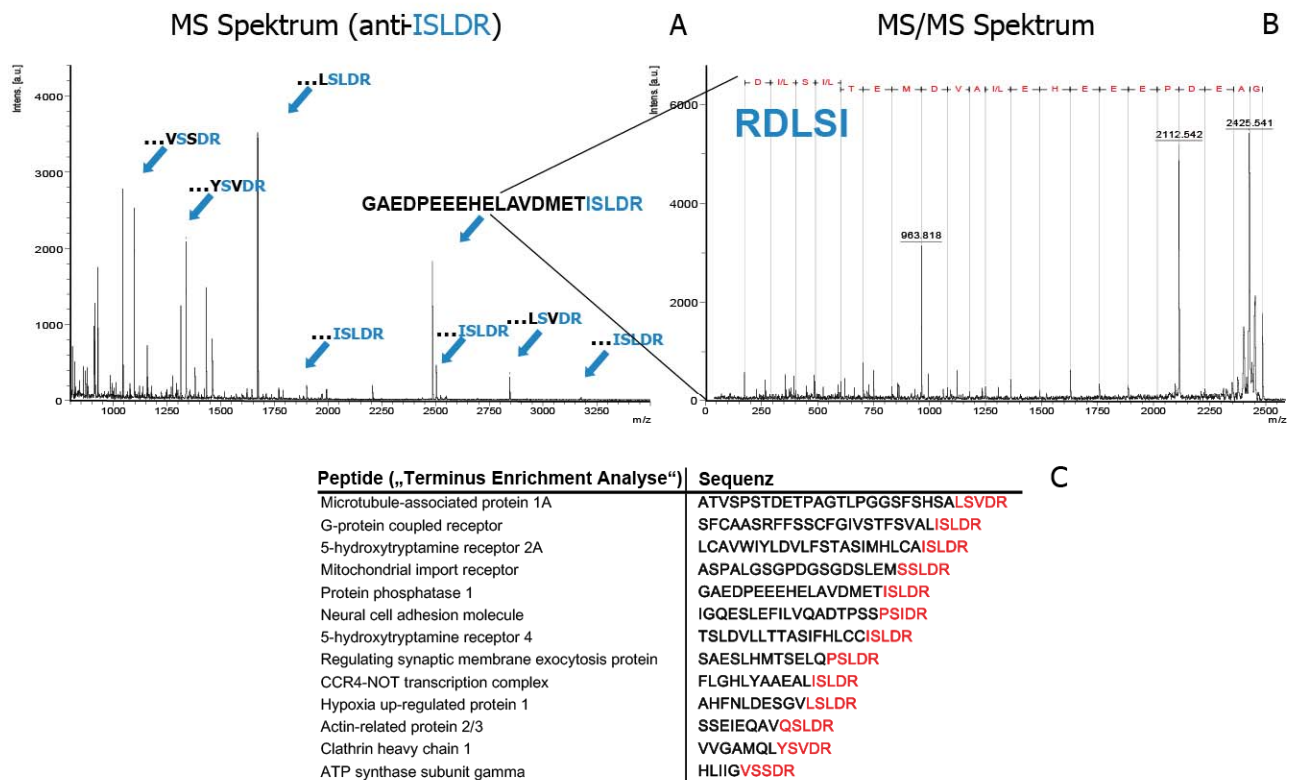 MS Spektrum (anti-ISLDR)
A
Intens. [a.u.]
4000
3000
2000
1000
0
1000
1250
1500
1750
2000
2250
2500
2750
3000
3250
m/z
...VSSDR
...YSVDR
...LSLDR
GAEDPEEEHELAVDMETISLDR
...ISLDR
...ISLDR
...LSVDR
...ISLDR
MS/MS Spektrum
B
Intens. [a.u.]
D I/L S I/L
T E M D V A I/L E H E E E P D E A G
RDLSI
6000
4000
2000
0
963.818
2112.542
2425.541
0
250
500
750
1000
1250
1500
1750
2000
2250
2500
m/z
C
Peptide („Terminus Enrichment Analyse“) Sequenz
Microtubule-associated protein 1A ATVSPSTDETPAGTLPGGSFSHSALSVDR
G-protein coupled receptor SFCAASRFFSSCFGIVSTFSVALISLDR
5-hydroxytryptamine receptor 2A LCAVWIYLDVLFSTASIMHLCAISLDR
Mitochondrial import receptor ASPALGSGPDGSGDSLEMSSLDR
Protein phosphatase 1 GAEDPEEEHELAVDMETISLDR
Neural cell adhesion molecule IGQESLEFILVQADTPSSPSIDR
5-hydroxytryptamine receptor 4 TSLDVLLTTASIFHLCCISLDR
Regulating synaptic membrane exocytosis protein SAESLHMTSELQPSLDR
CCR4-NOT transcription complex FLGHLYAAEALISLDR
Hypoxia up-regulated protein 1 AHFNLDESGVLSLDR
Actin-related protein 2/3 SSEIEQAVQSLDR
Clathrin heavy chain 1 VVGAMQLYSVDR
ATP synthase subunit gamma HLIIGVSSDR